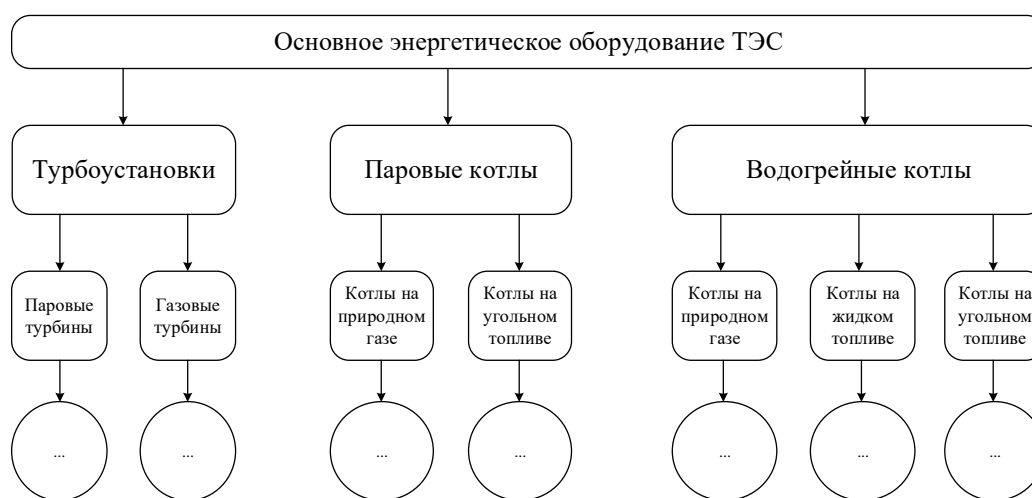 Основное энергетическое оборудование ТЭС
Турбоустановки
Паровые котлы
Водогрейные котлы
Паровые
турбины
Газовые
турбины
Котлы на
природном
газе
Котлы на
угольном
топливе
Котлы на
природном
газе
Котлы на
жидком
топливе
Котлы на
угольном
топливе
...
...
...
...
...
...
...